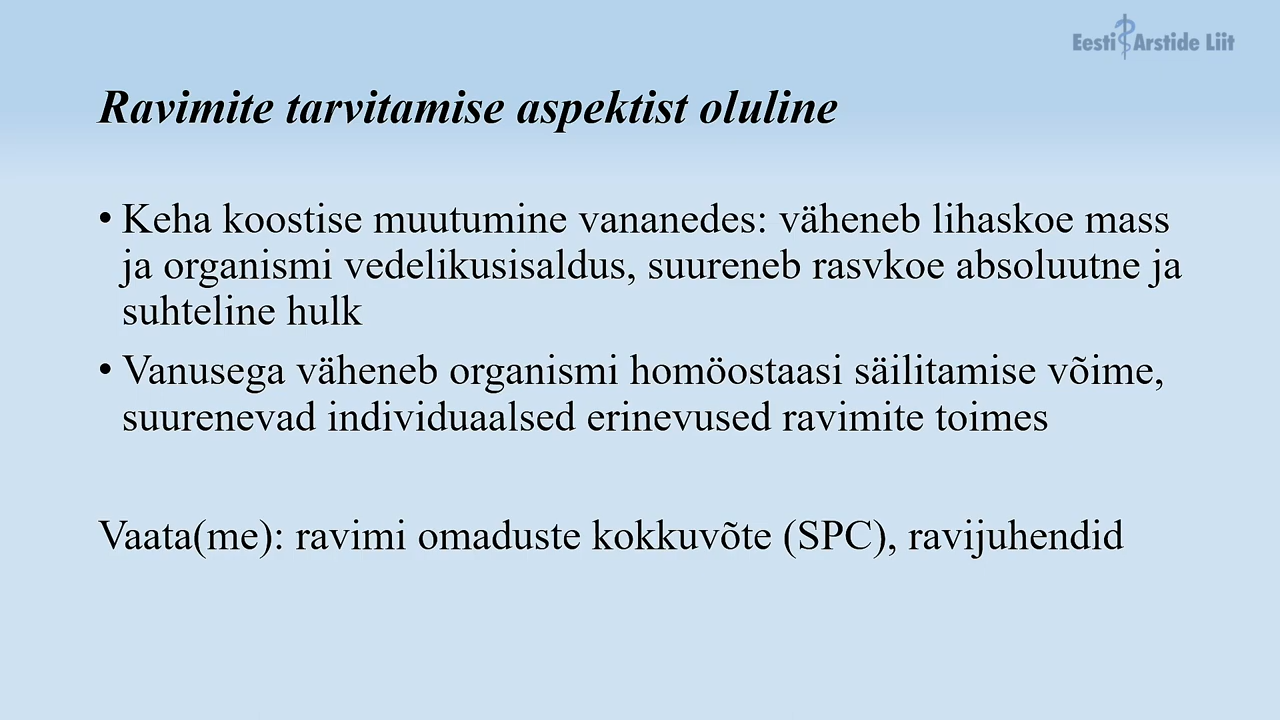 Eesti Arstide Liit
Ravimite tarvitamise aspektist oluline
• Keha koostise muutumine vananedes: väheneb lihaskoe mass
ja organismi vedelikusisaldus, suureneb rasvkoe absoluutne ja
suhteline hulk
• Vanusega väheneb organismi homöostaasi säilitamise võime,
suurenevad individuaalsed erinevused ravimite toimes
Vaata(me): ravimi omaduste kokkuvõte (SPC), ravijuhendid